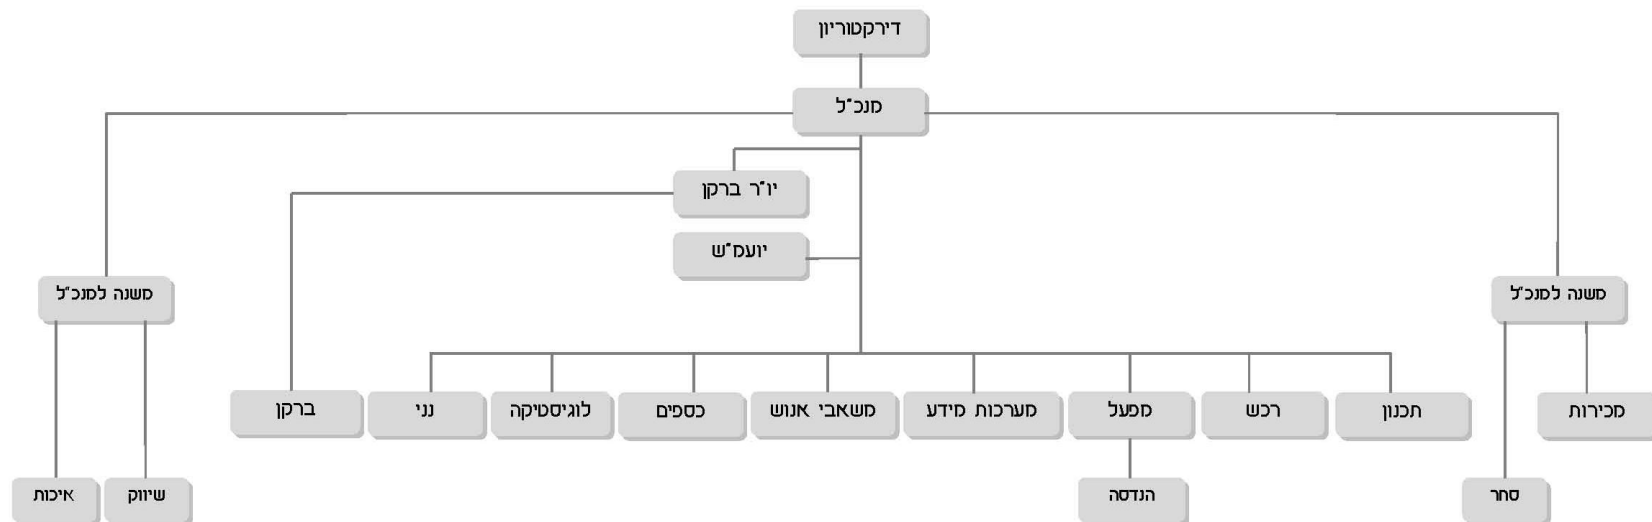 דירקטוריון
מנכ"ל
יו"ר ברקן
יועמ"ש
משנה למנכ"ל
משנה למנכ"ל
תכנון
רכש
מפעל
מערכות מידע
משאבי אנוש
כספים
לוגיסטיקה
נני
ברקן
מכירות
סחר
הנדסה
שיווק
איכות